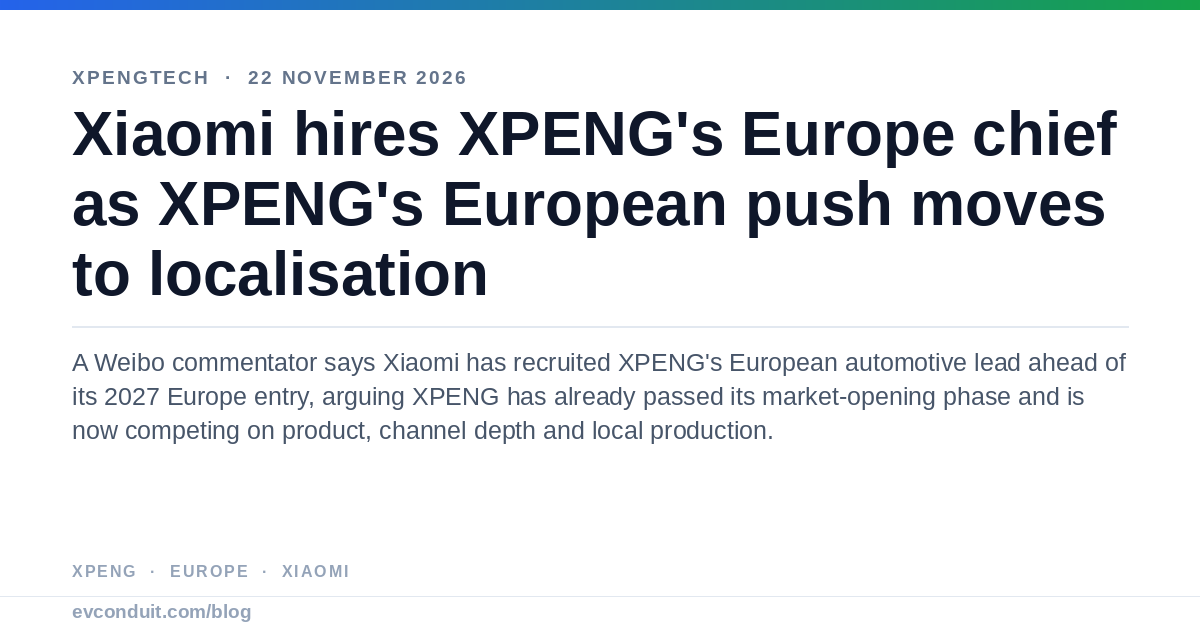 XPENGTECH · 22 NOVEMBER 2026
Xiaomi hires XPENG's Europe chief
as XPENG's European push moves
to localisation
A Weibo commentator says Xiaomi has recruited XPENG's European automotive lead ahead of
its 2027 Europe entry, arguing XPENG has already passed its market-opening phase and is
now competing on product, channel depth and local production.
XPENG · EUROPE · XIAOMI
evconduit.com/blog